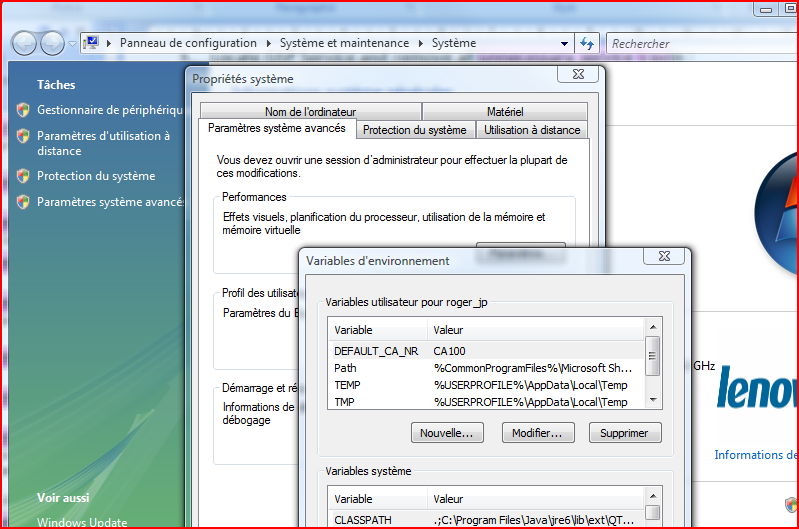 Panneau de configuration
Système et maintenance
Système
Rechercher
Tâches
Gestionnaire de périphériqu
Paramètres d'utilisation à
distance
Protection du système
Paramètres système avancés
Voir aussi
Windows Update
Propriétés système
Nom de l'ordinateur
Matériel
Paramètres système avancés
Protection du système
Utilisation à distance
Vous devez ouvrir une session d'administrateur pour effectuer la plupart de
ces modifications.
Performances
Effets visuels, planification du processeur, utilisation de la mémoire et
mémoire virtuelle
Profil des utilisate
Paramètres du B
Démarrage et ré
Informations de
débogage
Variables d'environnement
Variables utilisateur pour roger_jp
Variable Valeur
DEFAULT_CA_NR CA100
Path %CommonProgramFiles%\Microsoft Sh...
TEMP %USERPROFILE%\AppData\Local\Temp
TMP %USERPROFILE%\AppData\Local\Temp
Nouvelle... Modifier... Supprimer
Variables système
Variable Valeur
CLASSPATH .;C:\Program Files\Java\jre6\lib\ext\QT...
GHz
lenov
Informations de